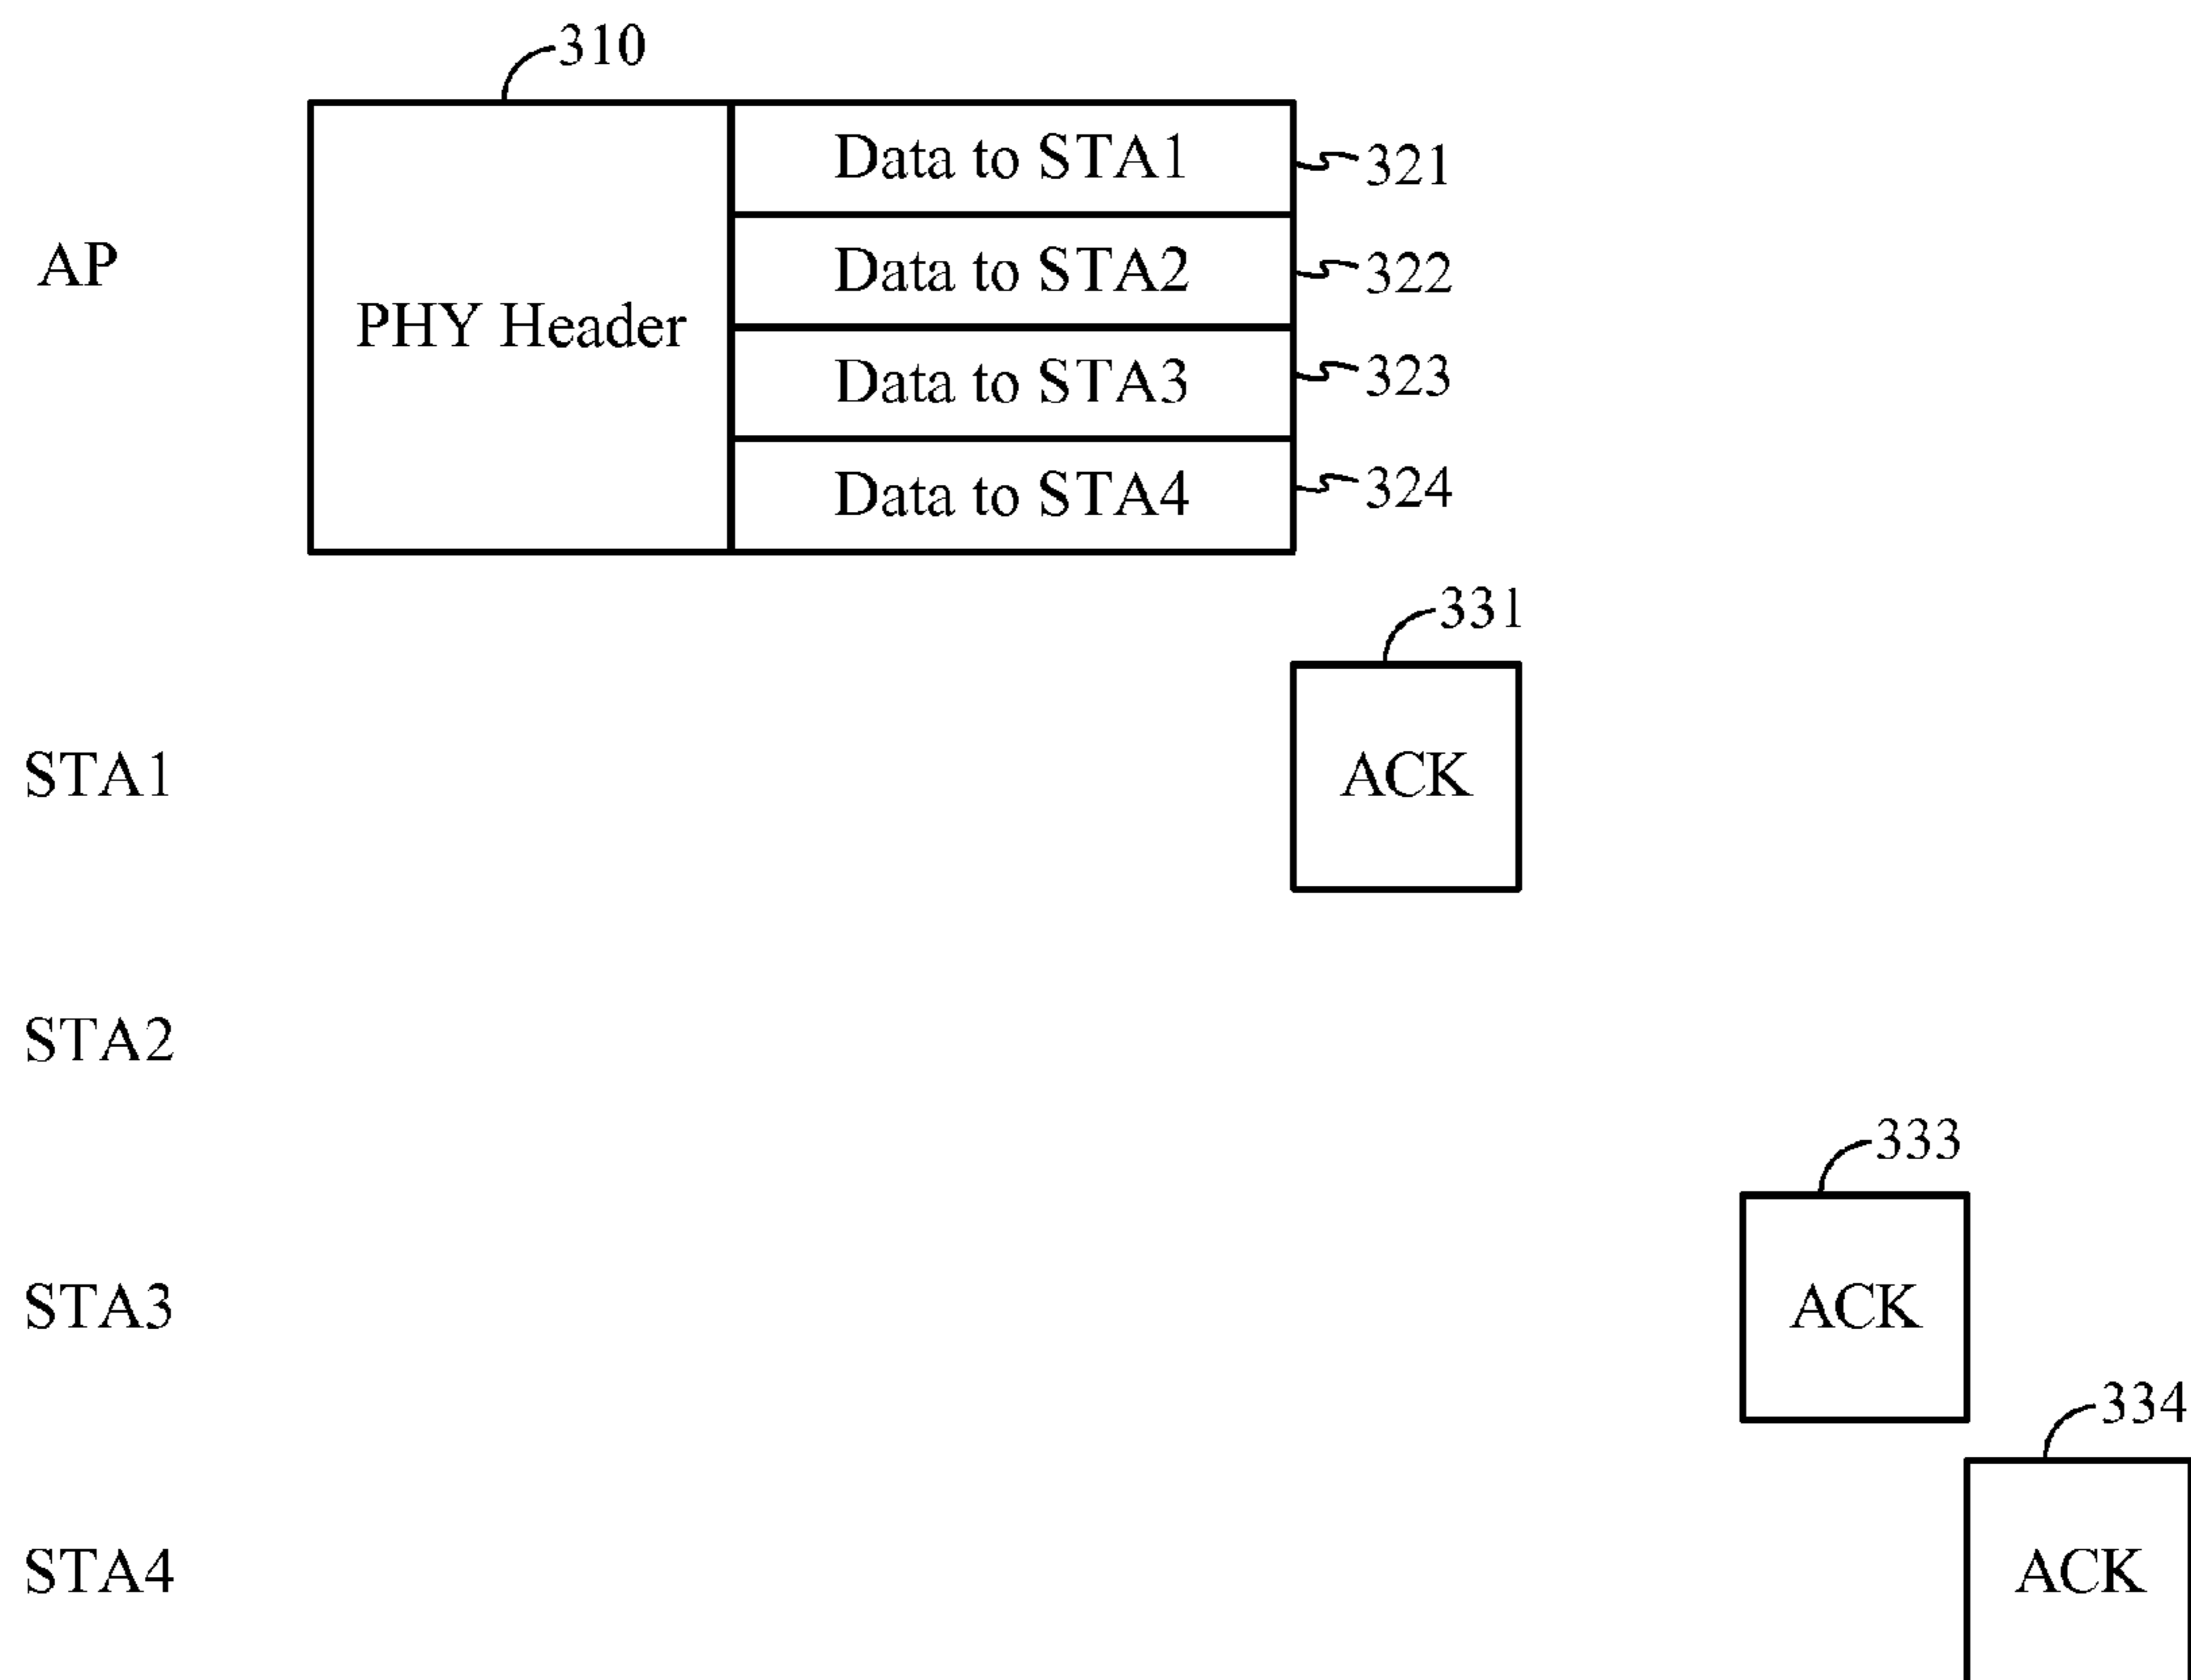 310
Data to STA1
321
AP
Data to STA2
322
PHY Header
Data to STA3
323
Data to STA4
324
331
STA1
ACK
STA2
333
STA3
ACK
334
STA4
ACK